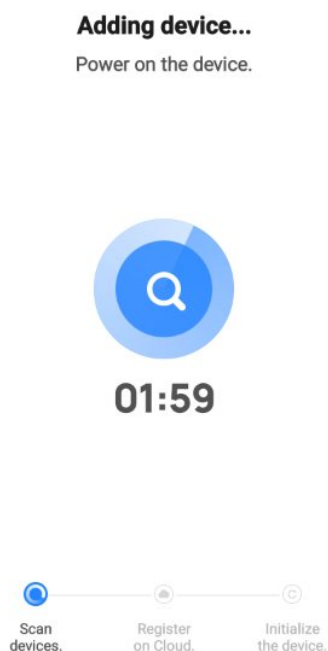 Adding device...
Power on the device.
01:59
Scan
devices.
Register
on Cloud.
Initialize
the device.